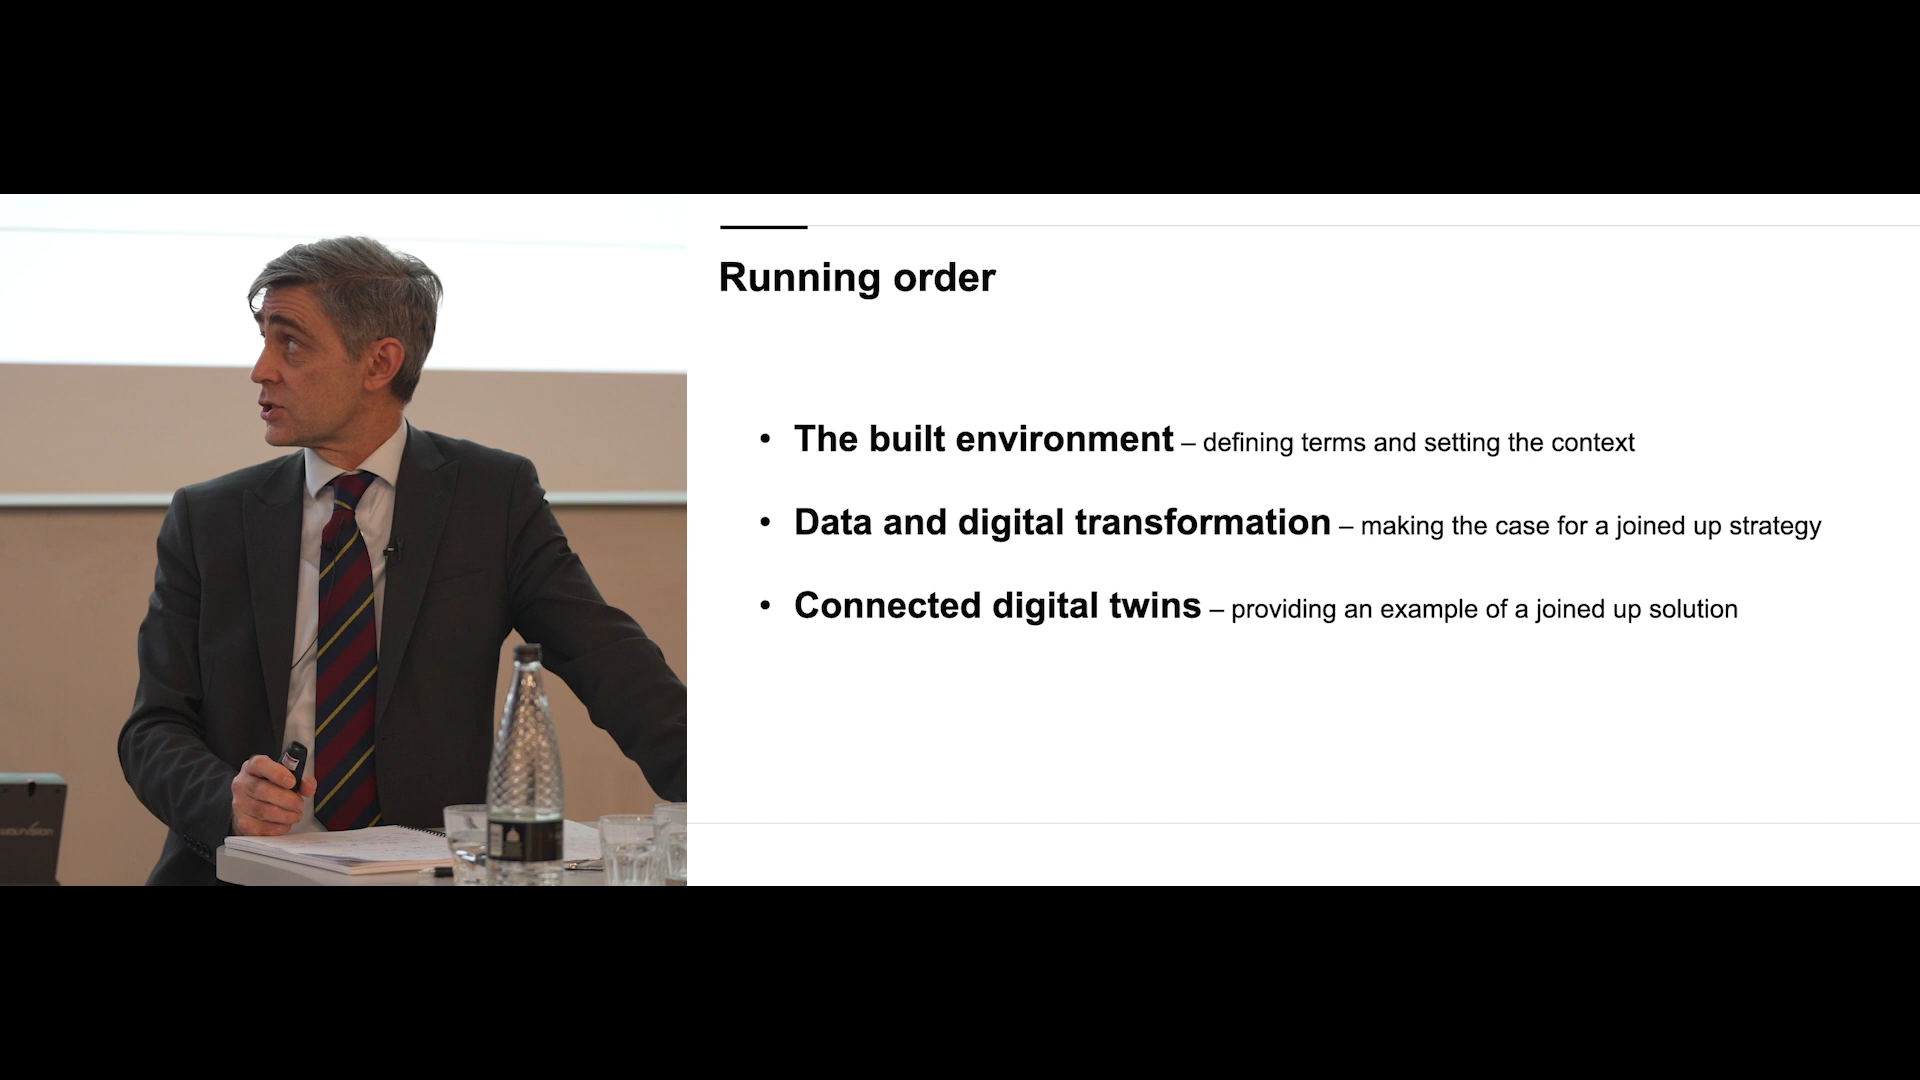 Running order
• The built environment – defining terms and setting the context
• Data and digital transformation – making the case for a joined up strategy
• Connected digital twins – providing an example of a joined up solution
wolfvision